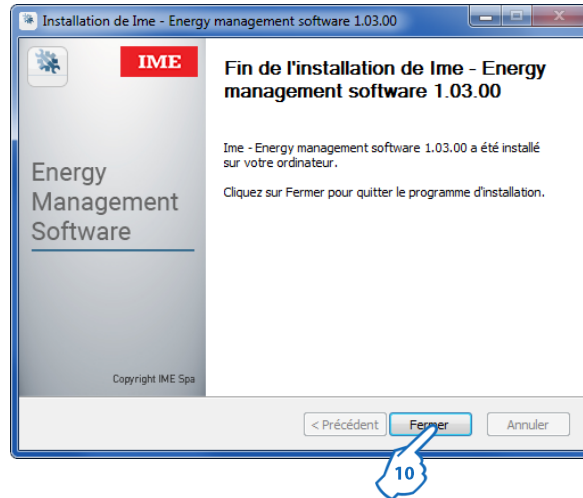 Installation de Ime - Energy management software 1.03.00
IME
Fin de l'installation de Ime - Energy
management software 1.03.00
Ime - Energy management software 1.03.00 a été installé
sur votre ordinateur.
Cliquez sur Fermer pour quitter le programme d'installation.
Energy
Management
Software
Copyright IME Spa
< Précédent
Fermer
Annuler
10